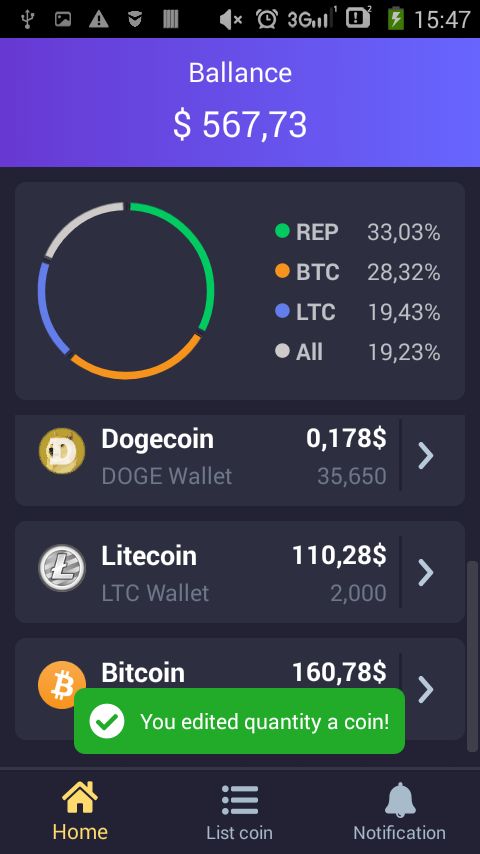 3G 1 2 15:47
Ballance
$ 567,73
REP 33,03%
BTC 28,32%
LTC 19,43%
All 19,23%
Dogecoin 0,178$
DOGE Wallet 35,650
Litecoin 110,28$
LTC Wallet 2,000
Bitcoin 160,78$
You edited quantity a coin!
Home List coin Notification